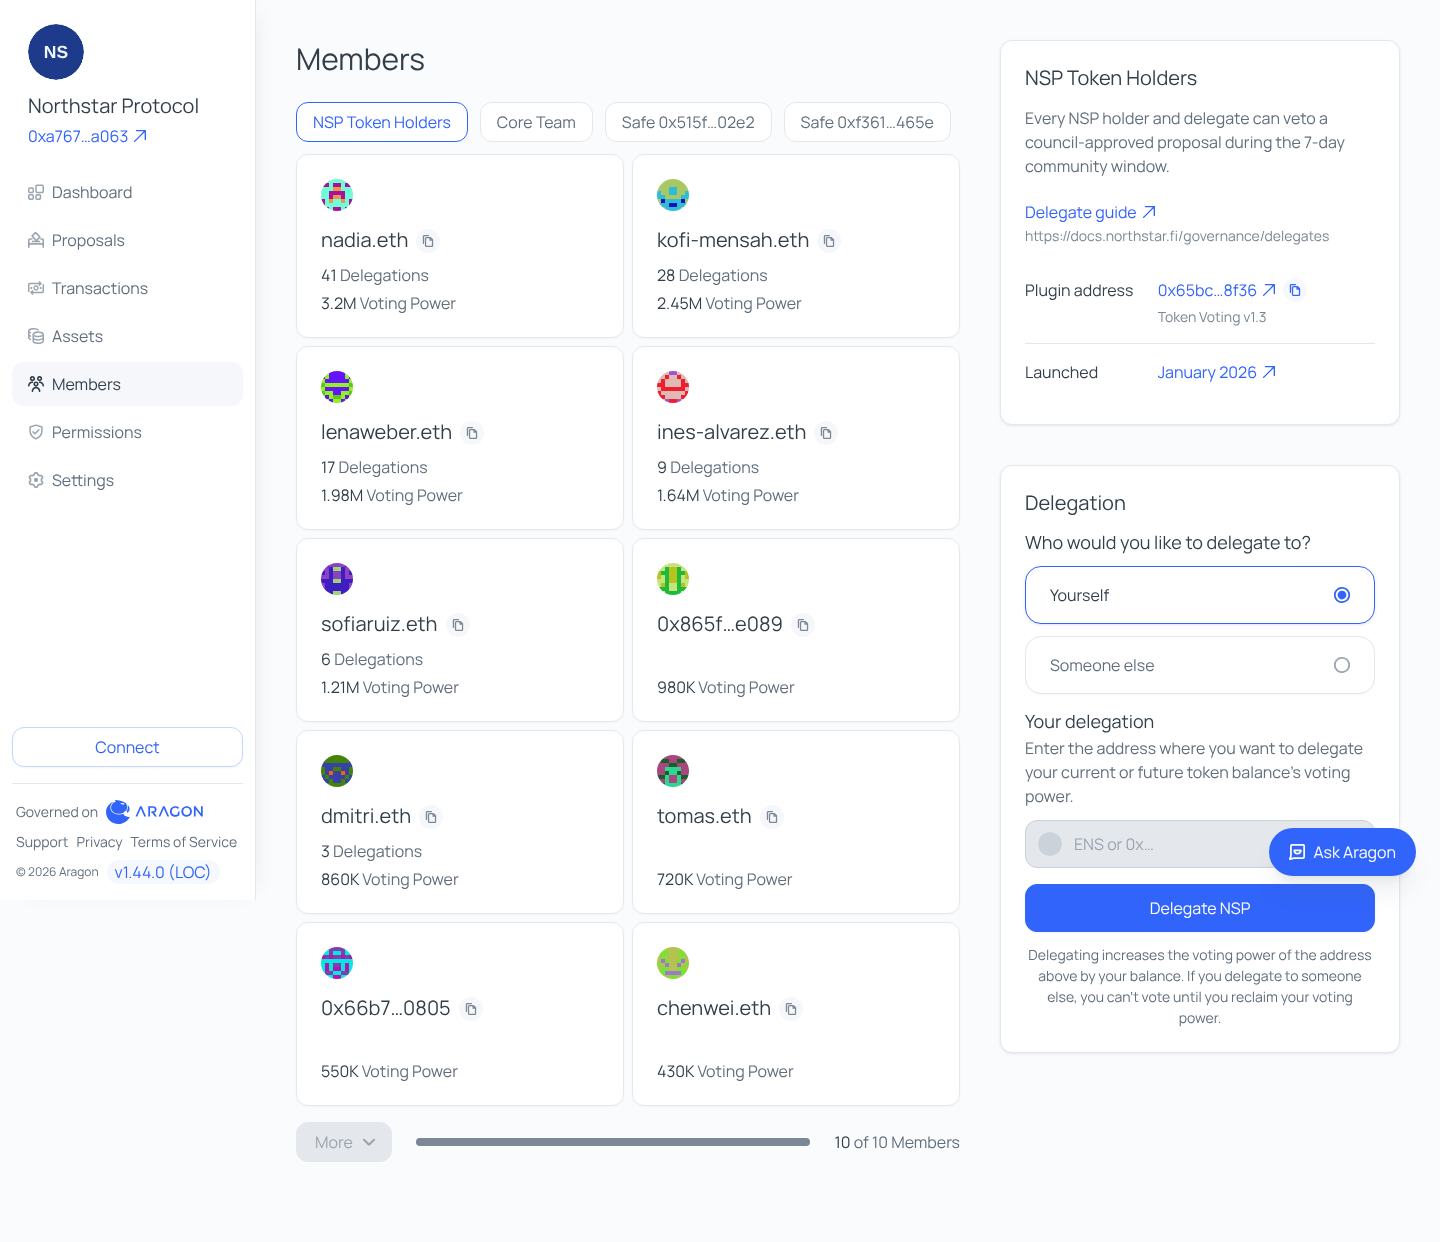 NS
Northstar Protocol
0xa767...a063
Dashboard
Proposals
Transactions
Assets
Members
Permissions
Settings
Connect
Governed on ARAGON
Support Privacy Terms of Service
© 2026 Aragon v1.44.0 (LOC)
Members
NSP Token Holders
Core Team
Safe 0x515f...02e2
Safe 0xf361...465e
nadia.eth
41 Delegations
3.2M Voting Power
kofi-mensah.eth
28 Delegations
2.45M Voting Power
lenaweber.eth
17 Delegations
1.98M Voting Power
ines-alvarez.eth
9 Delegations
1.64M Voting Power
sofiaruiz.eth
6 Delegations
1.21M Voting Power
0x865f...e089
980K Voting Power
dmitri.eth
3 Delegations
860K Voting Power
tomas.eth
720K Voting Power
0x66b7...0805
550K Voting Power
chenwei.eth
430K Voting Power
More
10 of 10 Members
NSP Token Holders
Every NSP holder and delegate can veto a
council-approved proposal during the 7-day
community window.
Delegate guide
https://docs.northstar.fi/governance/delegates
Plugin address
0x65bc...8f36
Token Voting v1.3
Launched
January 2026
Delegation
Who would you like to delegate to?
Yourself
Someone else
Your delegation
Enter the address where you want to delegate
your current or future token balance's voting
power.
ENS or 0x...
Ask Aragon
Delegate NSP
Delegating increases the voting power of the address
above by your balance. If you delegate to someone
else, you can't vote until you reclaim your voting
power.